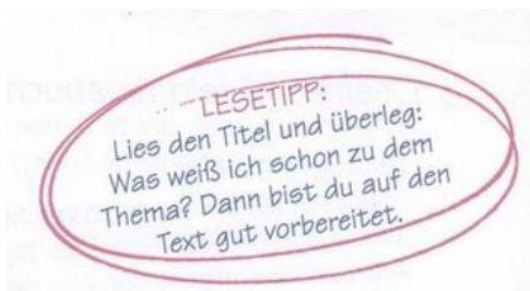 LESETIPP:
Lies den Titel und überleg:
Was weiß ich schon zu dem
Thema? Dann bist du auf den
Text gut vorbereitet.